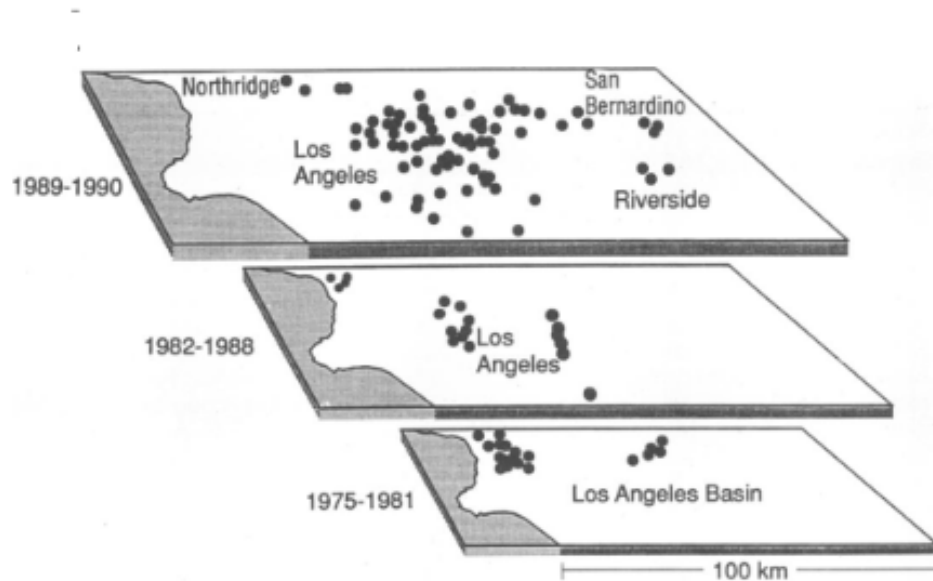 Northridge
San
Bernardino
Los
Angeles
1989-1990
Riverside
1982-1988
Los
Angeles
1975-1981
Los Angeles Basin
100 km